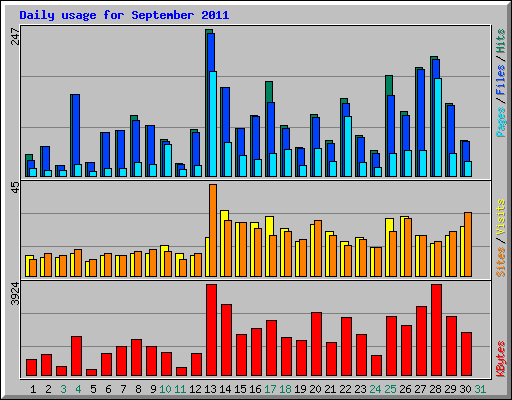 Daily usage for September 2011
247
Pages / Files / Hits
45
Sites / Visits
3924
KBytes
1 2 3 4 5 6 7 8 9 10 11 12 13 14 15 16 17 18 19 20 21 22 23 24 25 26 27 28 29 30 31